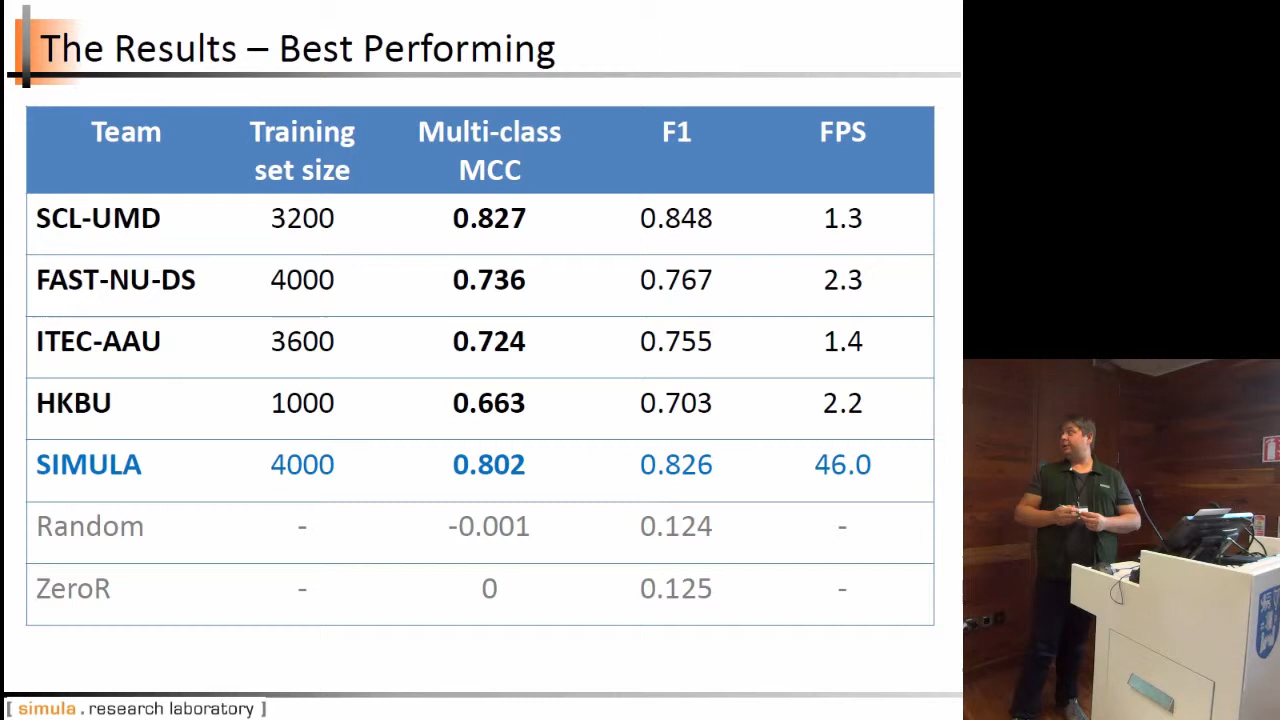 The Results – Best Performing
Team Training set size Multi-class MCC F1 FPS
SCL-UMD 3200 0.827 0.848 1.3
FAST-NU-DS 4000 0.736 0.767 2.3
ITEC-AAU 3600 0.724 0.755 1.4
HKBU 1000 0.663 0.703 2.2
SIMULA 4000 0.802 0.826 46.0
Random - -0.001 0.124 -
ZeroR - 0 0.125 -
[ simula . research laboratory ]